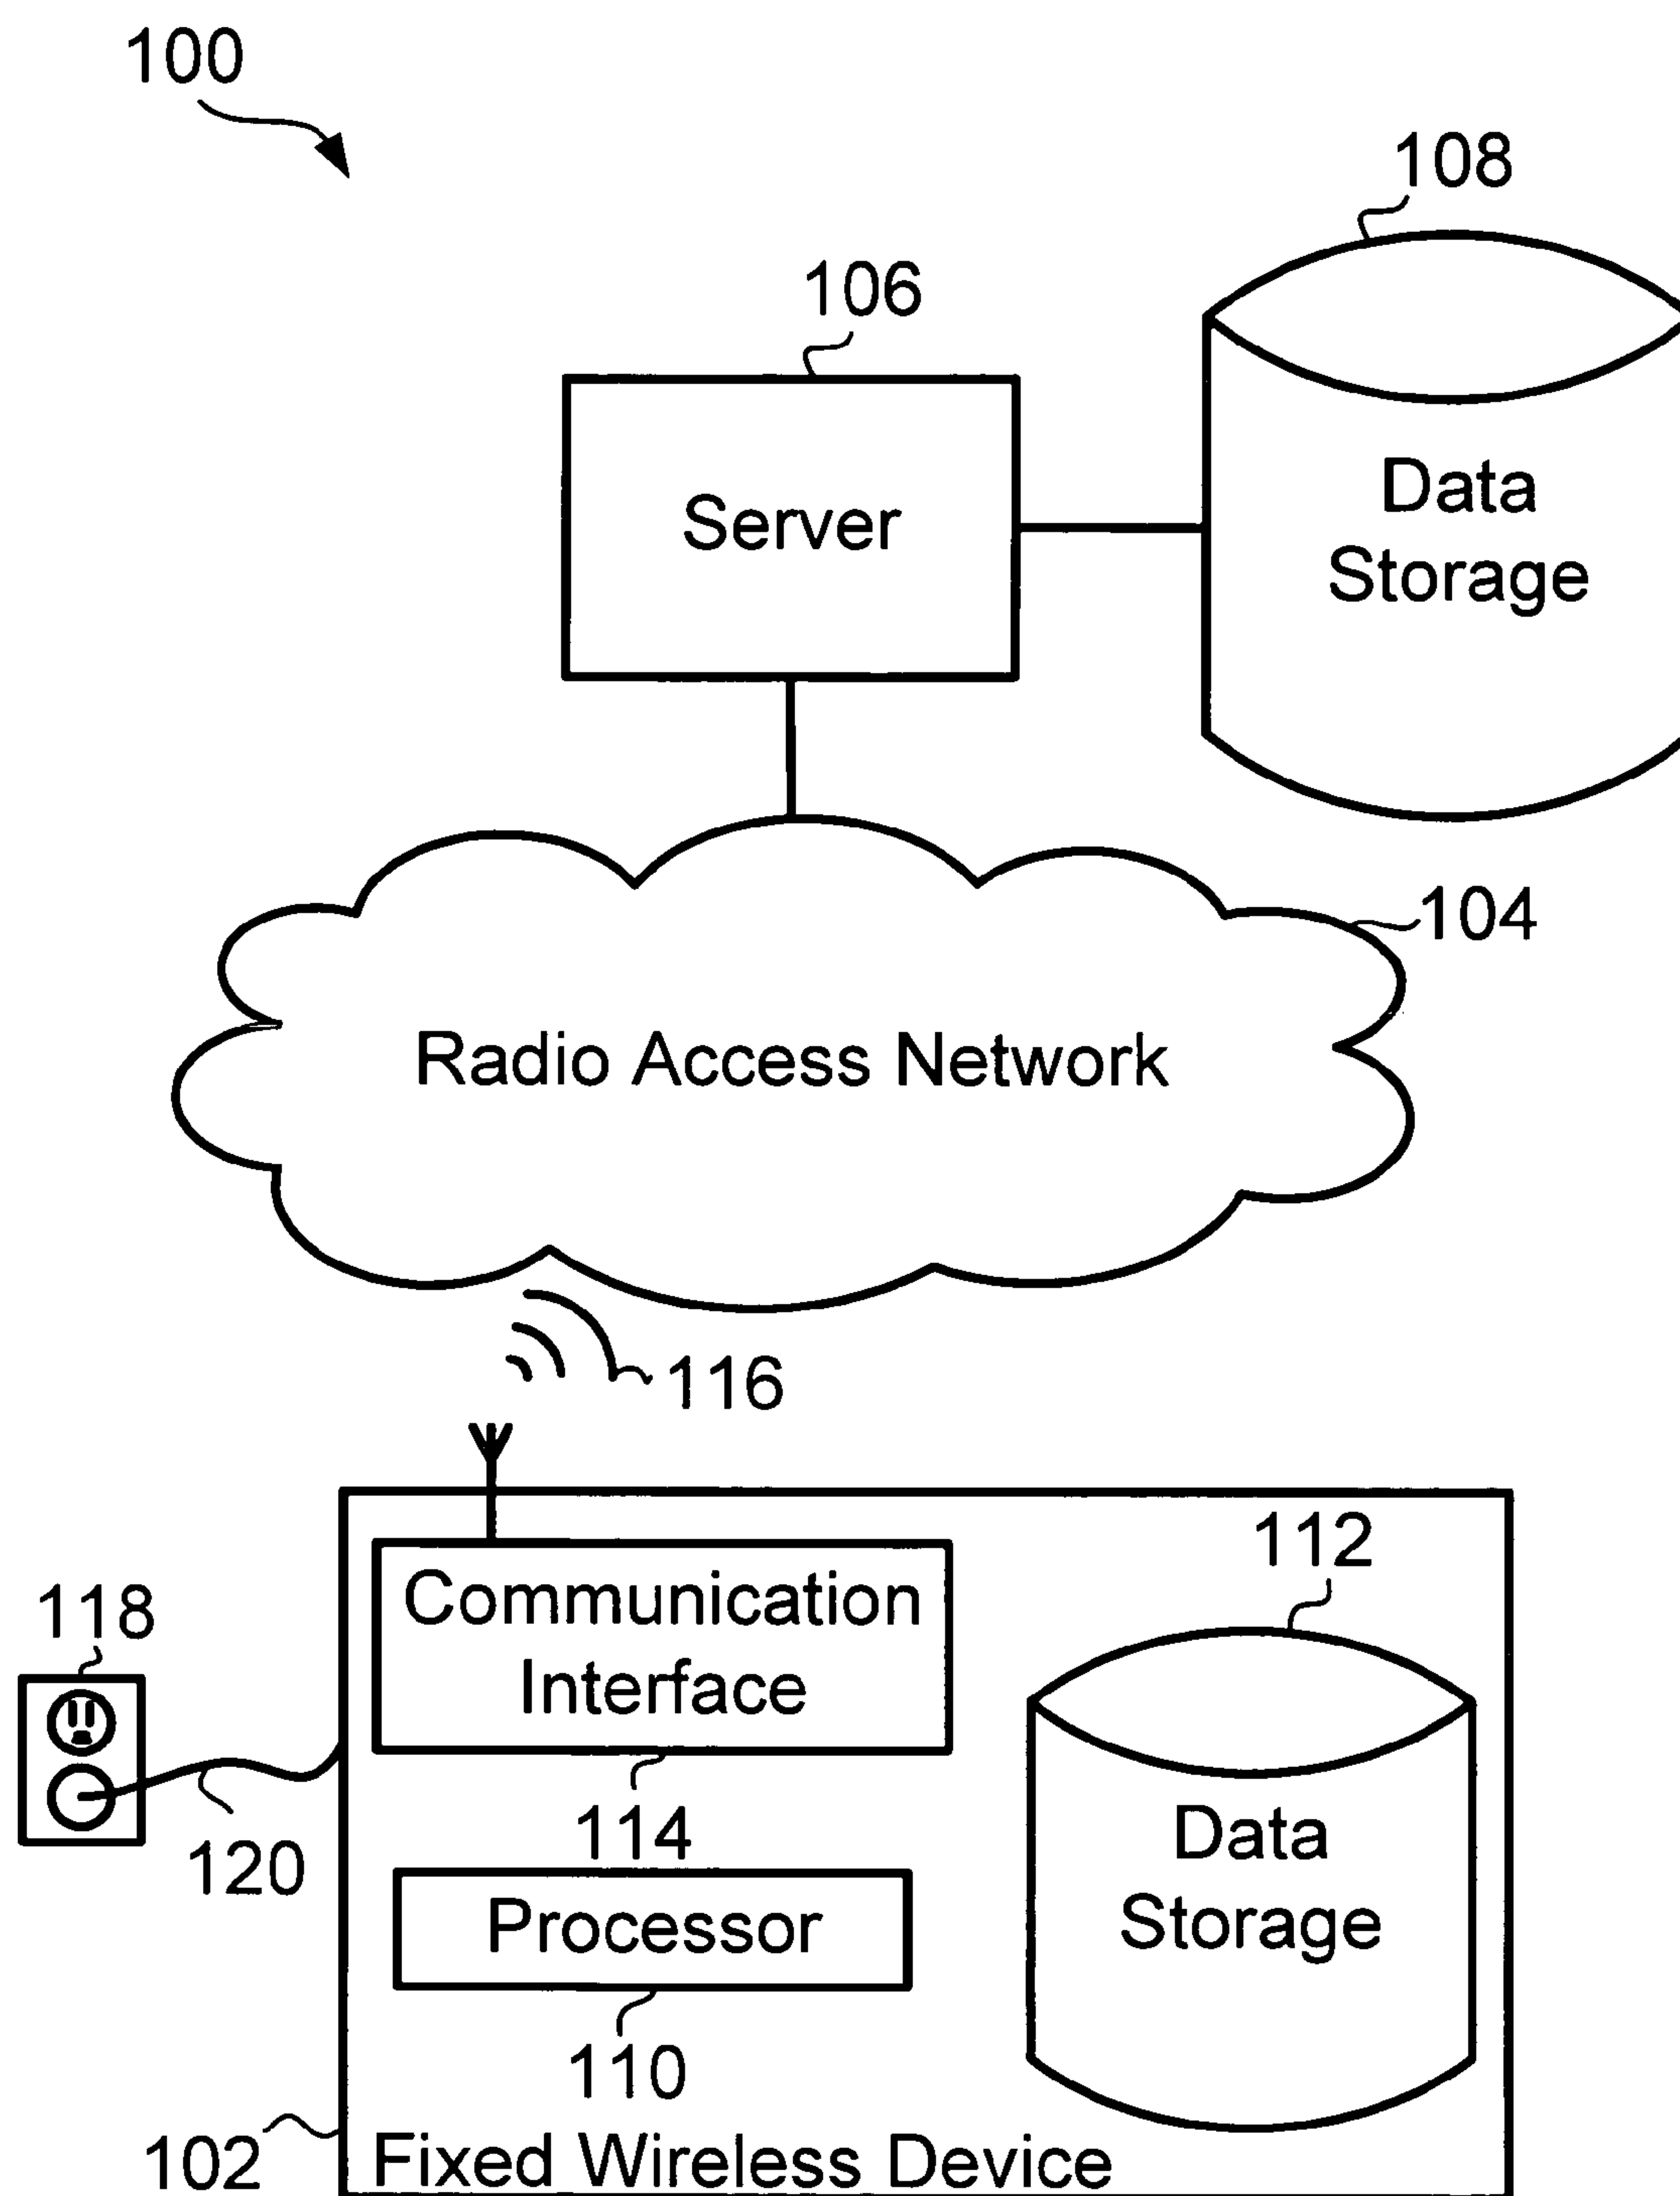 100
108
106
Server
Data
Storage
104
Radio Access Network
116
112
Communication
Interface
118
114
Data
Storage
120
Processor
110
102
Fixed Wireless Device